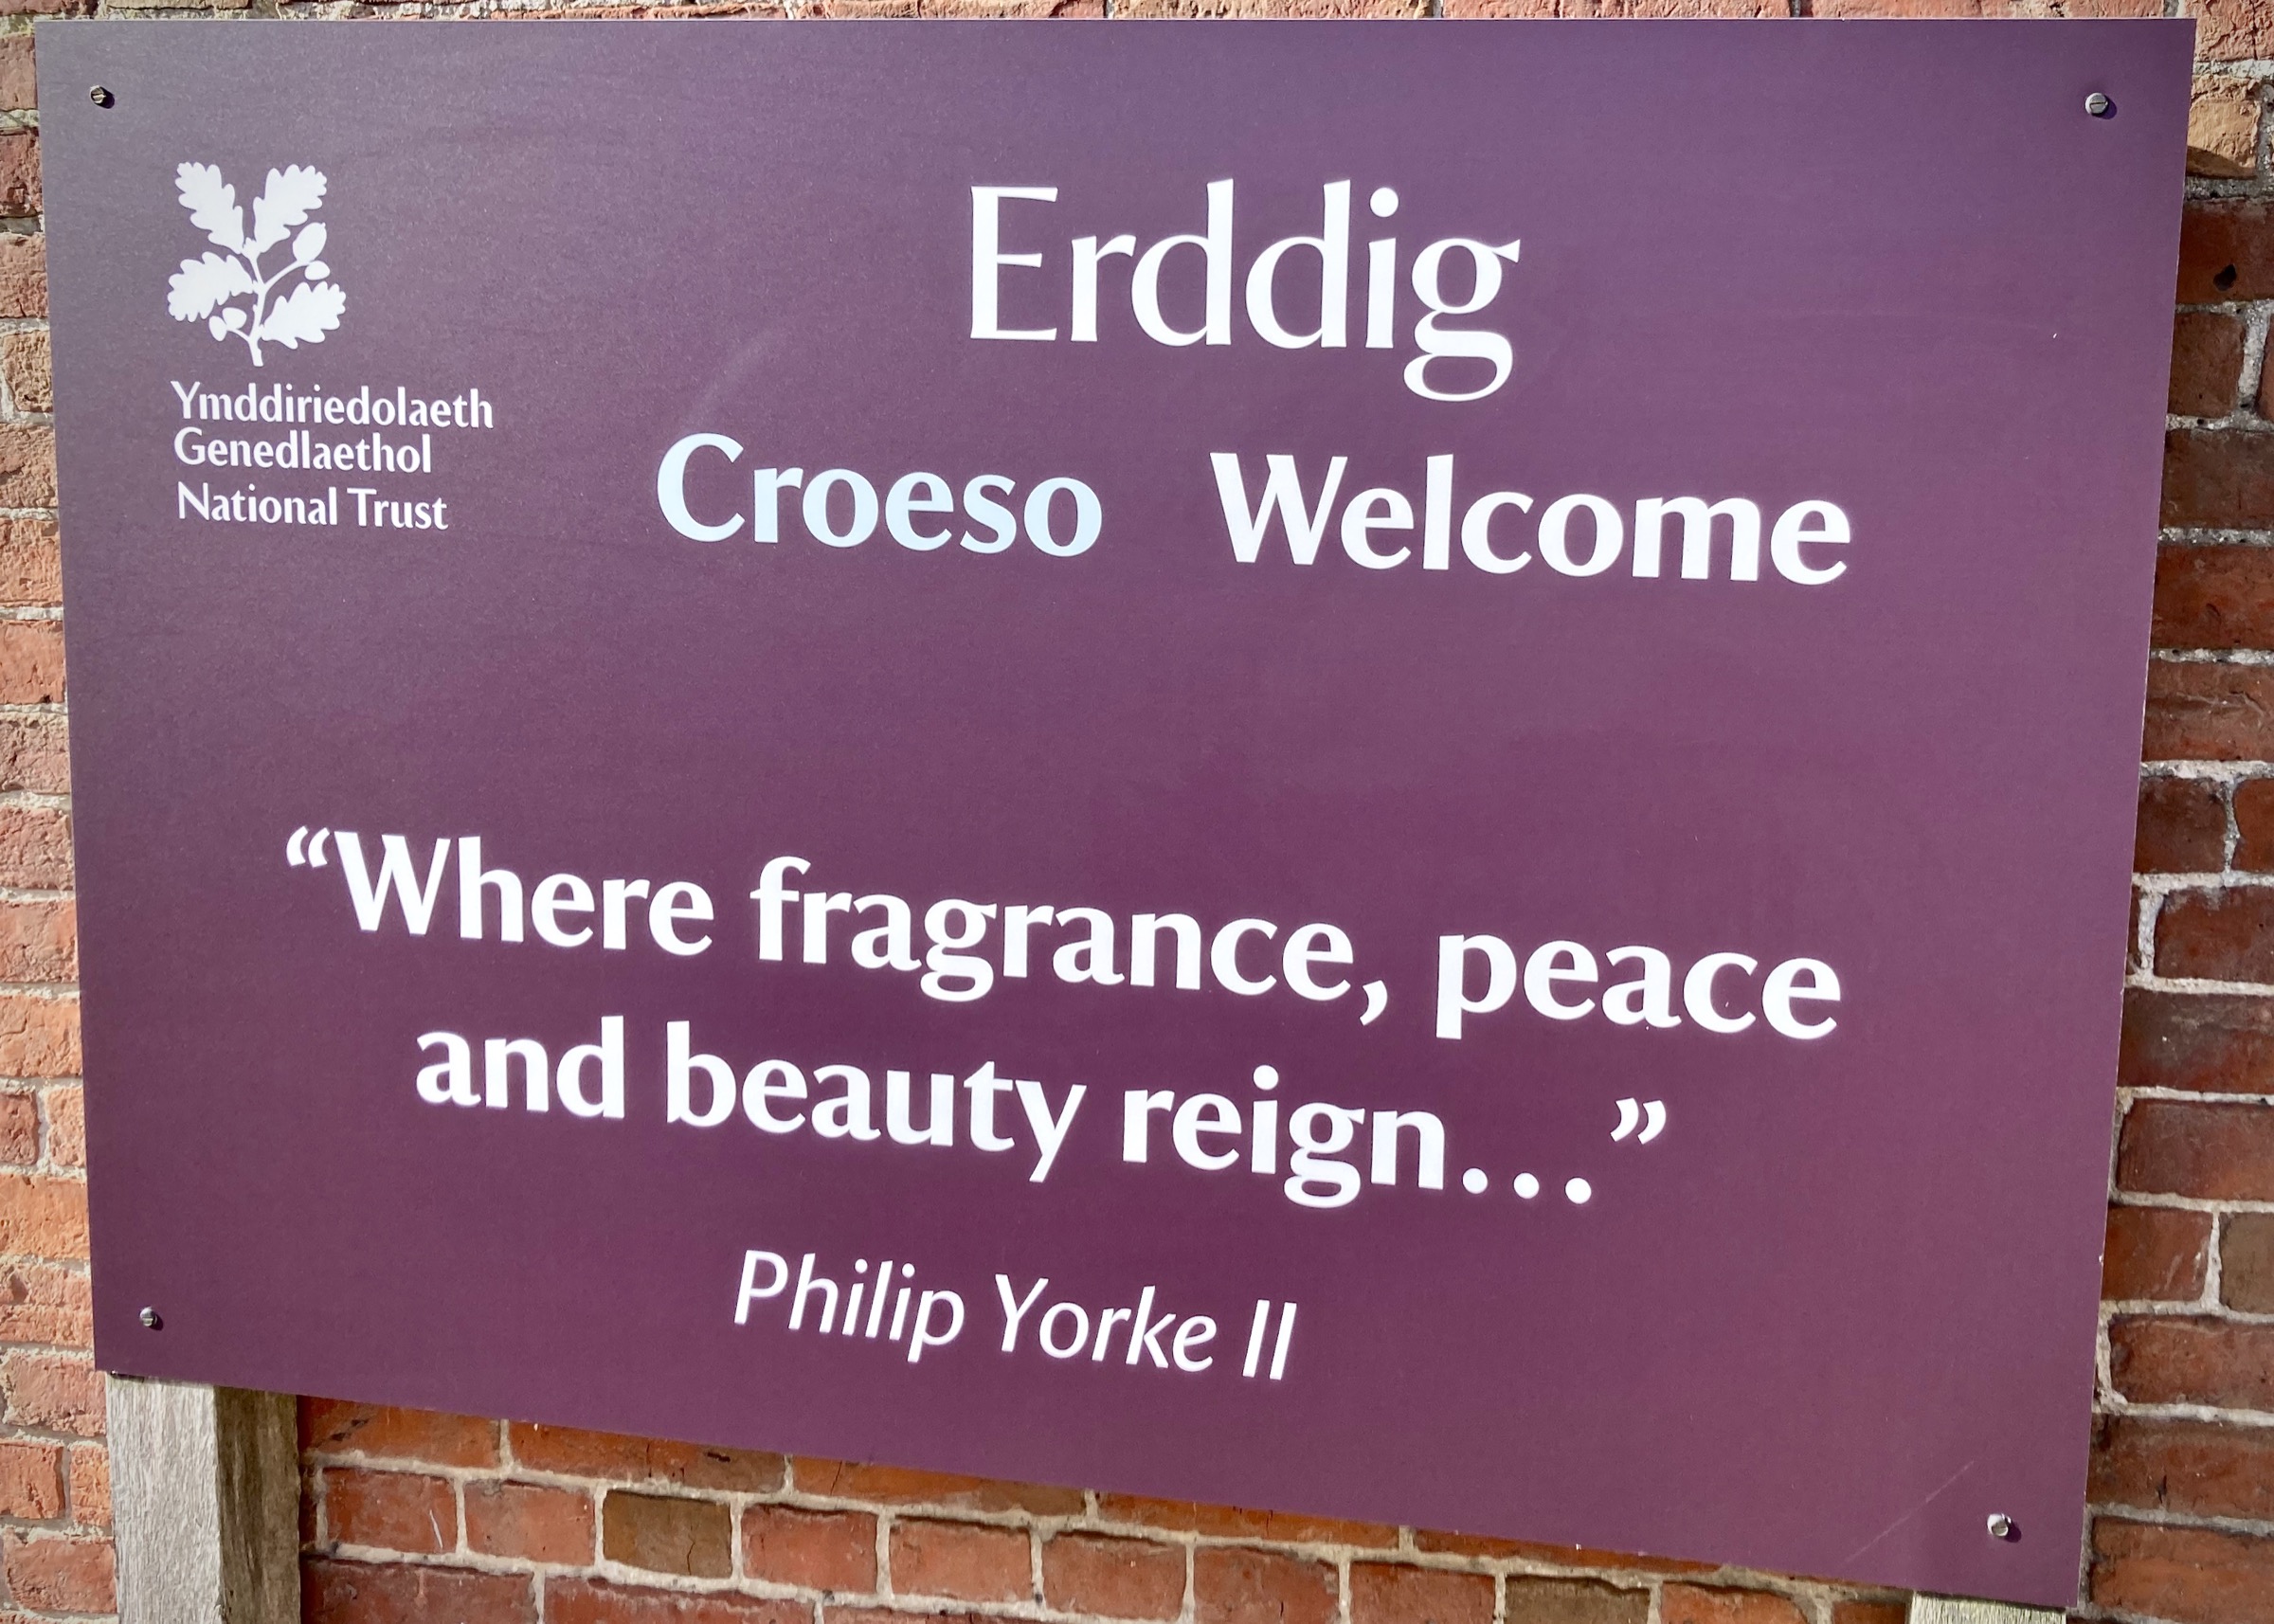 Erddig
Croeso Welcome
Ymddiriedolaeth
Genedlaethol
National Trust
“Where fragrance, peace
and beauty reign...”
Philip Yorke II